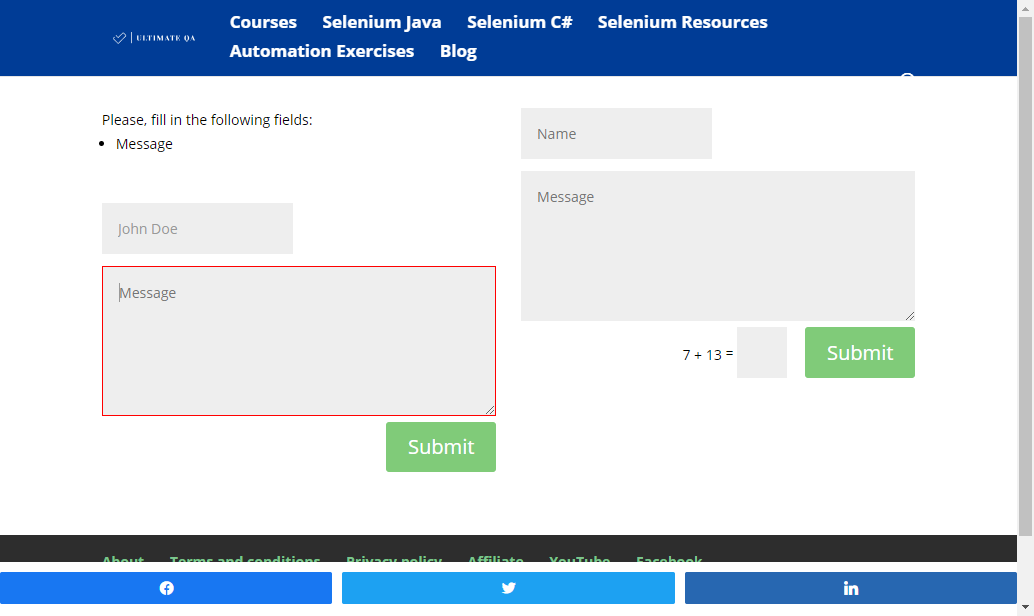 ULTIMATE QA
Courses Selenium Java Selenium C# Selenium Resources
Automation Exercises Blog
Please, fill in the following fields:
Message
John Doe
Message
Submit
Name
Message
7 + 13 =
Submit
About Terms and conditions Privacy policy Affiliate YouTube Facebook
in